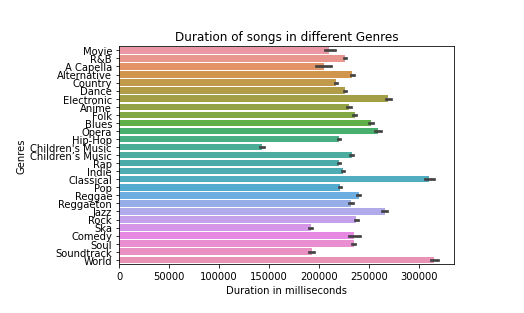 Duration of songs in different Genres
Movie
R&B
A Capella
Alternative
Country
Dance
Electronic
Anime
Folk
Blues
Opera
Hip-Hop
Children's Music
Children’s Music
Rap
Indie
Classical
Pop
Reggae
Reggaeton
Jazz
Rock
Ska
Comedy
Soul
Soundtrack
World
Genres
0 50000 100000 150000 200000 250000 300000
Duration in milliseconds